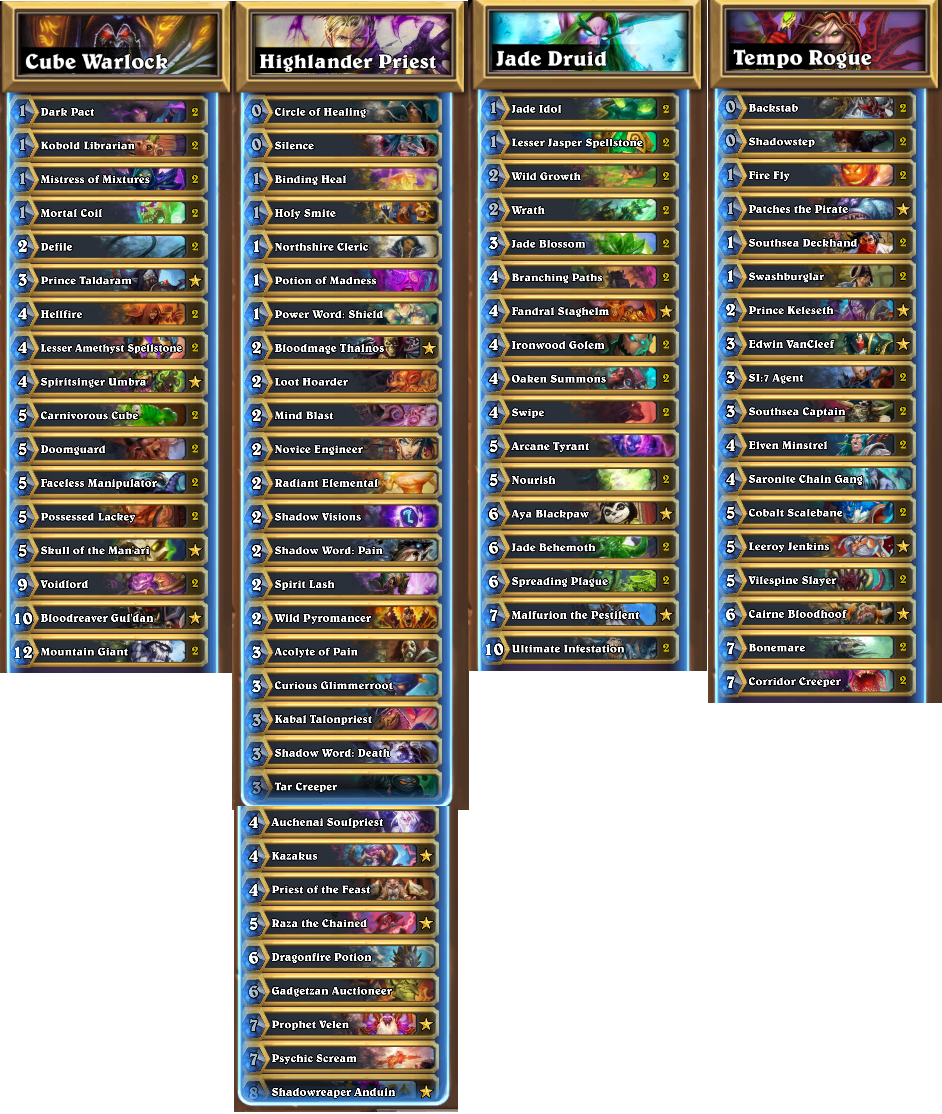 Cube Warlock
1 Dark Pact 2
1 Kobold Librarian 2
1 Mistress of Mixtures 2
1 Mortal Coil 2
2 Defile 2
3 Prince Taldaram ★
4 Hellfire 2
4 Lesser Amethyst Spellstone 2
4 Spiritsinger Umbra ★
5 Carnivorous Cube 2
5 Doomguard 2
5 Faceless Manipulator 2
5 Possessed Lackey 2
5 Skull of the Man'ari ★
9 Voidlord 2
10 Bloodreaver Gul'dan ★
12 Mountain Giant 2
Highlander Priest
0 Circle of Healing
0 Silence
1 Binding Heal
1 Holy Smite
1 Northshire Cleric
1 Potion of Madness
1 Power Word: Shield
2 Bloodmage Thalnos ★
2 Loot Hoarder
2 Mind Blast
2 Novice Engineer
2 Radiant Elemental
2 Shadow Visions
2 Shadow Word: Pain
2 Spirit Lash
2 Wild Pyromancer
3 Acolyte of Pain
3 Curious Glimmerroot
3 Kabal Talonpriest
3 Shadow Word: Death
3 Tar Creeper
4 Auchenai Soulpriest
4 Kazakus ★
4 Priest of the Feast
5 Raza the Chained ★
6 Dragonfire Potion
6 Gadgetzan Auctioneer
7 Prophet Velen ★
7 Psychic Scream
8 Shadowreaper Anduin ★
Jade Druid
1 Jade Idol 2
1 Lesser Jasper Spellstone 2
2 Wild Growth 2
2 Wrath 2
3 Jade Blossom 2
4 Branching Paths 2
4 Fandral Staghelm ★
4 Ironwood Golem 2
4 Oaken Summons 2
4 Swipe 2
5 Arcane Tyrant 2
5 Nourish 2
6 Aya Blackpaw ★
6 Jade Behemoth 2
6 Spreading Plague 2
7 Malfurion the Pestilent ★
10 Ultimate Infestation 2
Tempo Rogue
0 Backstab 2
0 Shadowstep 2
1 Fire Fly 2
1 Patches the Pirate ★
1 Southsea Deckhand 2
1 Swashburglar 2
2 Prince Keleseth ★
3 Edwin VanCleef ★
3 SI:7 Agent 2
3 Southsea Captain 2
4 Elven Minstrel 2
4 Saronite Chain Gang
5 Cobalt Scalebane 2
5 Leeroy Jenkins ★
5 Vilespine Slayer 2
6 Cairne Bloodhoof ★
7 Bonemare 2
7 Corridor Creeper 2